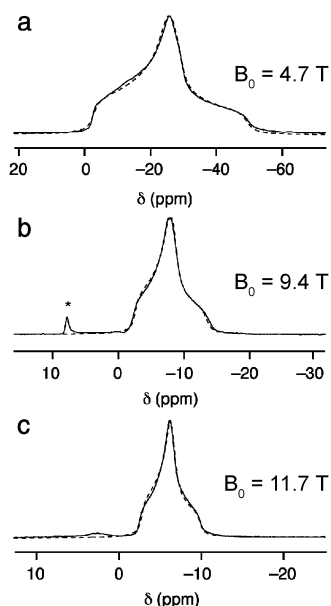 a
B₀ = 4.7 T
20 0 −20 −40 −60
δ (ppm)
b
*
B₀ = 9.4 T
10 0 −10 −20 −30
δ (ppm)
c
B₀ = 11.7 T
10 0 −10 −20
δ (ppm)